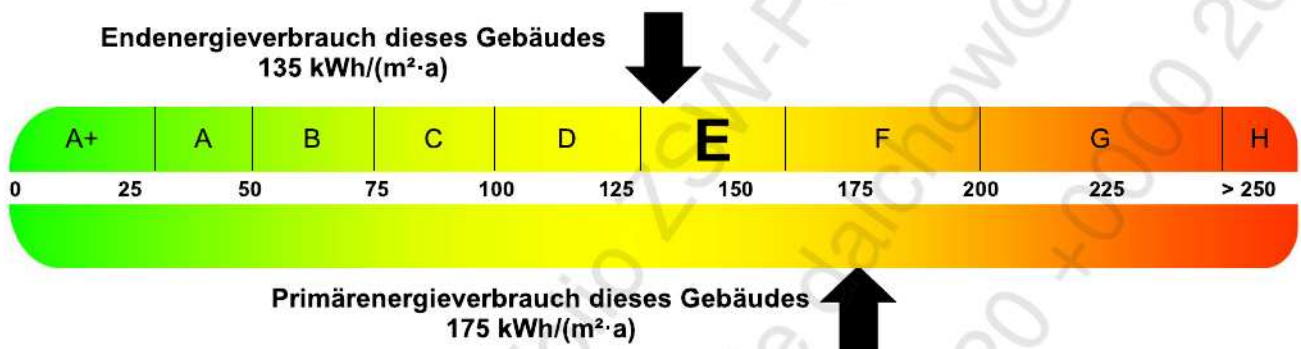 Endenergieverbrauch dieses Gebäudes
135 kWh/(m²·a)
A+ A B C D E F G H
0 25 50 75 100 125 150 175 200 225 > 250
Primärenergieverbrauch dieses Gebäudes
175 kWh/(m²·a)